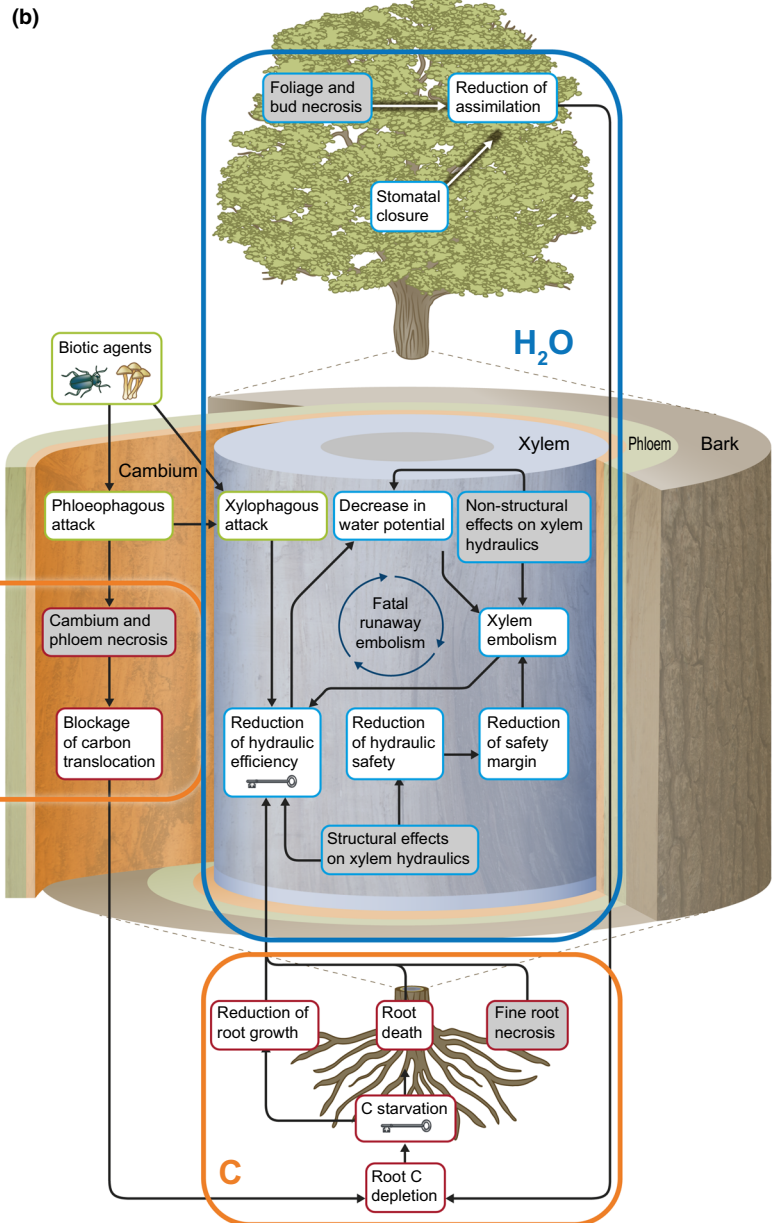 (b)
Foliage and
bud necrosis
Reduction of
assimilation
Stomatal
closure
H₂O
Biotic agents
Xylem
Phloem
Bark
Cambium
Phloeophagous
attack
Xylophagous
attack
Decrease in
water potential
Non-structural
effects on xylem
hydraulics
Cambium and
phloem necrosis
Fatal
runaway
embolism
Xylem
embolism
Blockage
of carbon
translocation
Reduction
of hydraulic
efficiency
Reduction
of hydraulic
safety
Reduction
of safety
margin
Structural effects
on xylem hydraulics
Reduction of
root growth
Root
death
Fine root
necrosis
C starvation
C
Root C
depletion